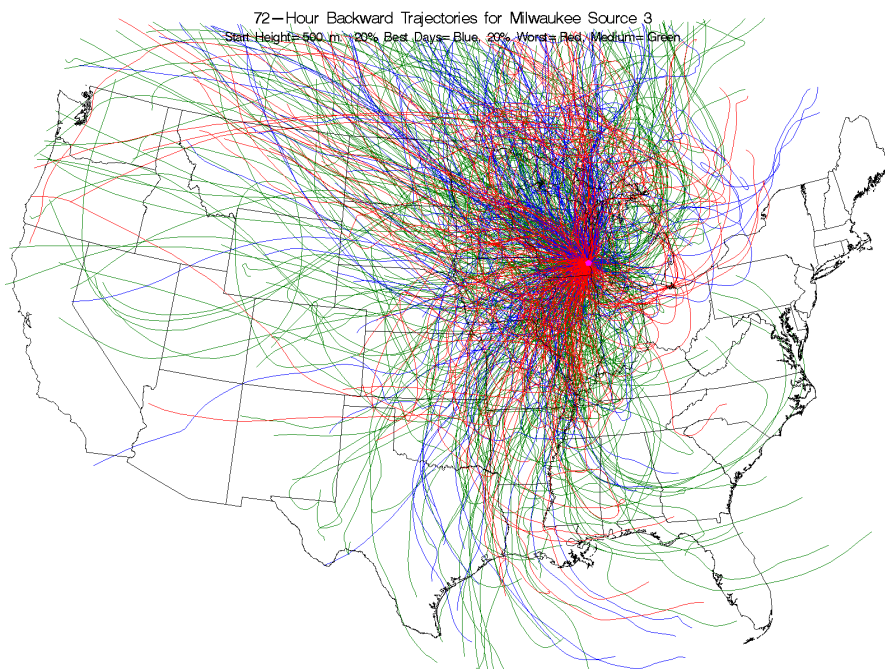 72-Hour Backward Trajectories for Milwaukee Source 3
Start Height= 500 m. 20% Best Days= Blue, 20% Worst= Red, Medium= Green